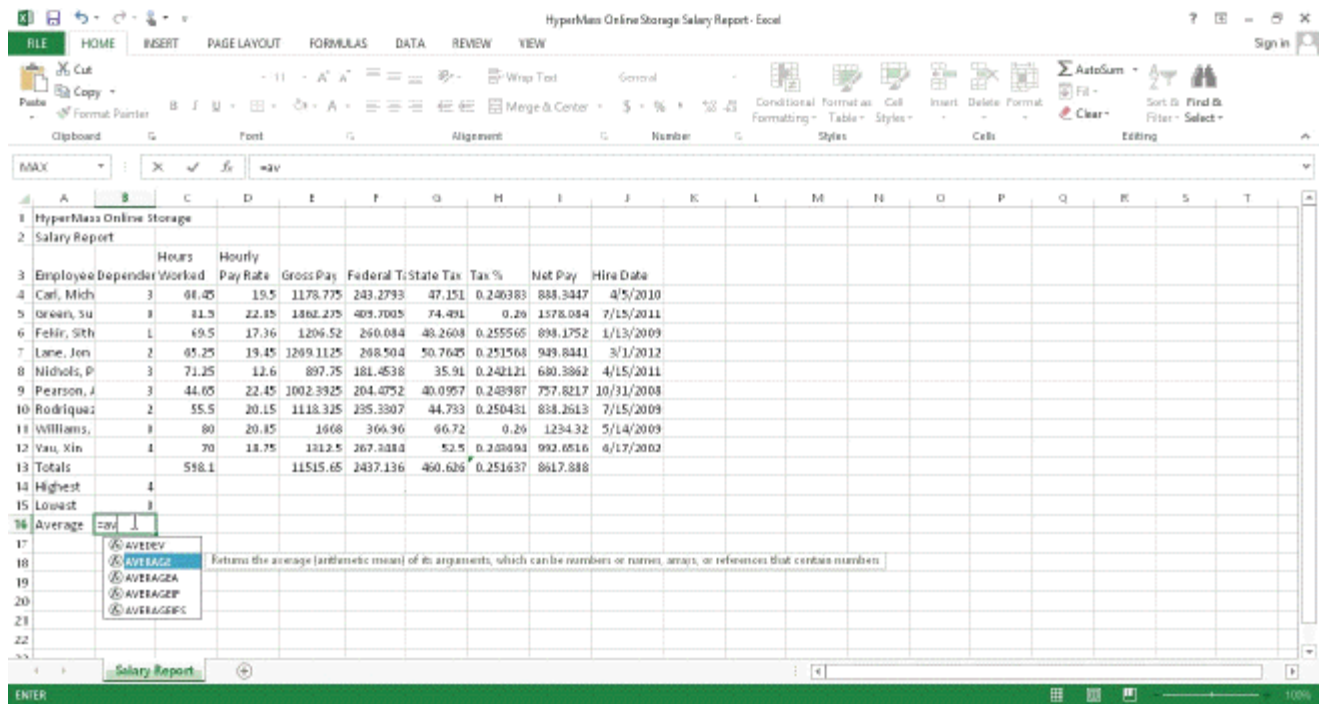 HyperMass Online Storage Salary Report - Excel
FILE HOME INSERT PAGE LAYOUT FORMULAS DATA REVIEW VIEW Sign in
Cut
Copy
Paste
Format Painter
11
Wrap Text
General
Merge & Center
$ %
Conditional Formatting
Format as Table
Cell Styles
Insert Delete Format
AutoSum
Fill
Clear
Sort & Filter
Find & Select
Clipboard Font Alignment Number Styles Cells Editing
MAX =av
A B C D E F G H I J K L M N O P Q R S T
1 HyperMass Online Storage
2 Salary Report
Hours Hourly
3 Employee Depender Worked Pay Rate Gross Pay Federal Ta State Tax Tax % Net Pay Hire Date
4 Carl, Mich 3 60.45 19.5 1178.775 243.2793 47.151 0.246383 888.3447 4/5/2010
5 Green, Su 81.5 22.85 1862.275 409.7005 74.491 0.26 1378.084 7/15/2011
6 Fekir, Sith 1 69.5 17.36 1206.52 260.084 48.2608 0.255565 898.1752 1/13/2009
7 Lane, Jon 2 65.25 19.45 1269.1125 268.504 50.7645 0.251568 949.8441 3/1/2012
8 Nichols, P 3 71.25 12.6 897.75 181.4538 35.91 0.242121 680.3862 4/15/2011
9 Pearson, 3 44.65 22.45 1002.3925 204.4752 40.0957 0.243987 757.8217 10/31/2008
10 Rodriquez 2 55.5 20.15 1118.325 235.3307 44.733 0.250431 838.2613 7/15/2009
11 Williams, 80 20.85 1668 366.96 66.72 0.26 1234.32 5/14/2009
12 Yau, Xin 4 70 18.75 1312.5 267.3484 52.5 0.243694 992.6516 6/17/2002
13 Totals 598.1 11515.65 2437.136 460.626 0.251637 8617.888
14 Highest 4
15 Lowest
16 Average =av
17 AVEDEV
18 AVERAGE Returns the average (arithmetic mean) of its arguments, which can be numbers or names, arrays, or references that contain numbers
19 AVERAGEA
20 AVERAGEIF
21 AVERAGEIFS
22
Salary Report
ENTER 100%